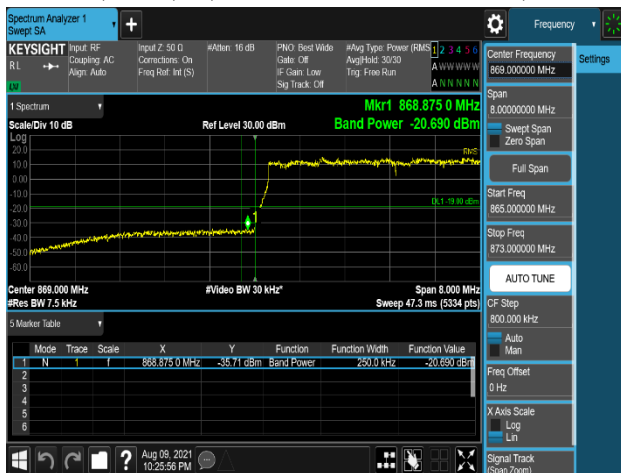 Spectrum Analyzer 1
Swept SA
+
Frequency
KEYSIGHT
RL
Input: RF
Coupling: AC
Align: Auto
Input Z: 50 Ω
Corrections: On
Freq Ref: Int (S)
#Atten: 16 dB
PNO: Best Wide
Gate: Off
IF Gain: Low
Sig Track: Off
#Avg Type: Power (RMS
Avg|Hold: 30/30
Trig: Free Run
1 2 3 4 5 6
A W W W W W
A N N N N N
1 Spectrum
Scale/Div 10 dB
Log
Ref Level 30.00 dBm
Mkr1 868.875 0 MHz
Band Power -20.690 dBm
20.0
10.0
0.00
-10.0
-20.0
-30.0
-40.0
-50.0
-60.0
RMS
DL1 -19.00 dBm
Center 869.000 MHz
#Res BW 7.5 kHz
#Video BW 30 kHz*
Span 8.000 MHz
Sweep 47.3 ms (5334 pts)
5 Marker Table
Mode Trace Scale X Y Function Function Width Function Value
1 N 1 f 868.875 0 MHz -35.71 dBm Band Power 250.0 kHz -20.690 dBm
2
3
4
5
6
Aug 09, 2021
10:25:56 PM
Settings
Center Frequency
869.000000 MHz
Span
8.00000000 MHz
Swept Span
Zero Span
Full Span
Start Freq
865.000000 MHz
Stop Freq
873.000000 MHz
AUTO TUNE
CF Step
800.000 kHz
Auto
Man
Freq Offset
0 Hz
X Axis Scale
Log
Lin
Signal Track
(Span Zoom)